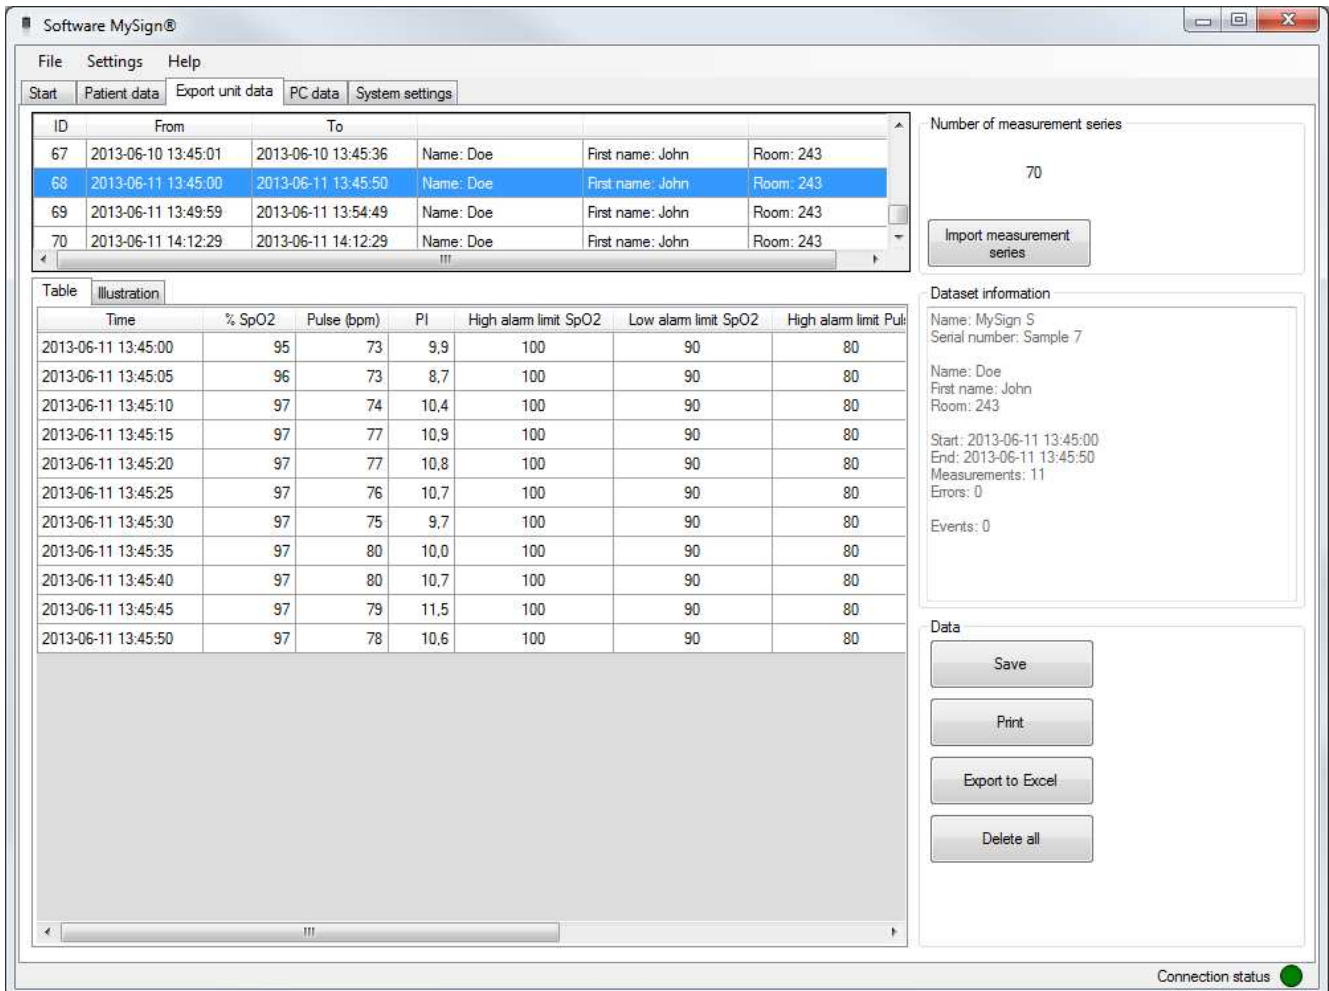 Software MySign®
File Settings Help
Start Patient data Export unit data PC data System settings
ID From To
67 2013-06-10 13:45:01 2013-06-10 13:45:36 Name: Doe First name: John Room: 243
68 2013-06-11 13:45:00 2013-06-11 13:45:50 Name: Doe First name: John Room: 243
69 2013-06-11 13:49:59 2013-06-11 13:54:49 Name: Doe First name: John Room: 243
70 2013-06-11 14:12:29 2013-06-11 14:12:29 Name: Doe First name: John Room: 243
Number of measurement series
70
Import measurement
series
Table Illustration
Time % SpO2 Pulse (bpm) PI High alarm limit SpO2 Low alarm limit SpO2 High alarm limit Puls
2013-06-11 13:45:00 95 73 9,9 100 90 80
2013-06-11 13:45:05 96 73 8,7 100 90 80
2013-06-11 13:45:10 97 74 10,4 100 90 80
2013-06-11 13:45:15 97 77 10,9 100 90 80
2013-06-11 13:45:20 97 77 10,8 100 90 80
2013-06-11 13:45:25 97 76 10,7 100 90 80
2013-06-11 13:45:30 97 75 9,7 100 90 80
2013-06-11 13:45:35 97 80 10,0 100 90 80
2013-06-11 13:45:40 97 80 10,7 100 90 80
2013-06-11 13:45:45 97 79 11,5 100 90 80
2013-06-11 13:45:50 97 78 10,6 100 90 80
Dataset information
Name: MySign S
Serial number: Sample 7
Name: Doe
First name: John
Room: 243
Start: 2013-06-11 13:45:00
End: 2013-06-11 13:45:50
Measurements: 11
Errors: 0
Events: 0
Data
Save
Print
Export to Excel
Delete all
Connection status